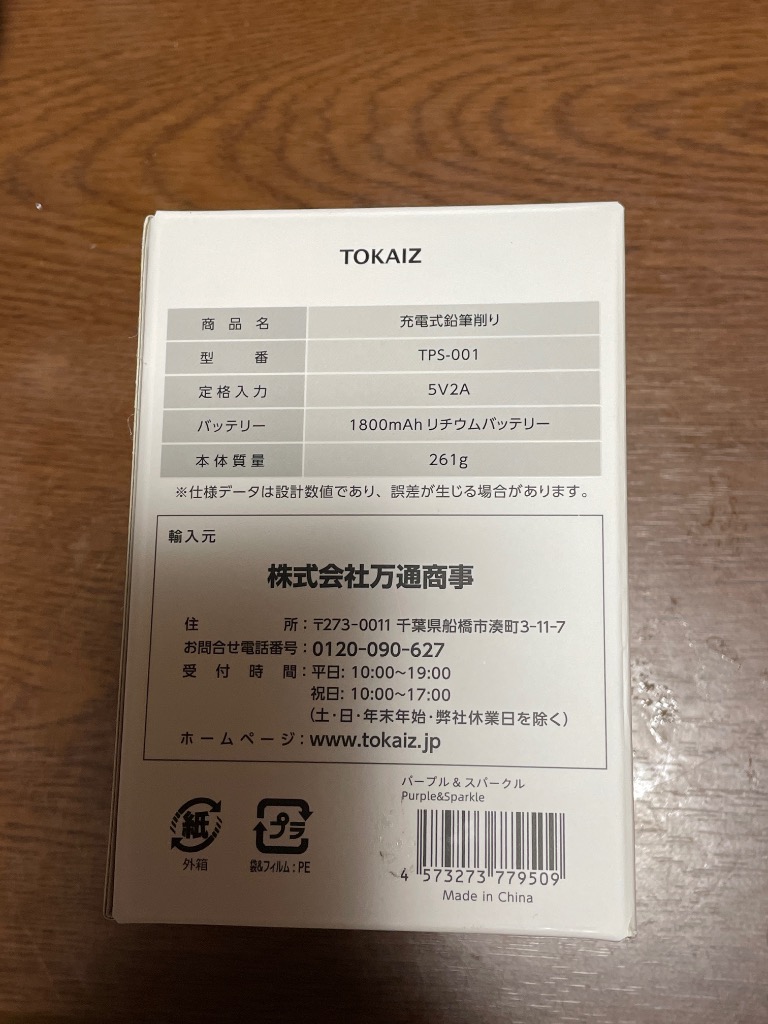 TOKAIZ
商品名 充電式鉛筆削り
型番 TPS-001
定格入力 5V2A
バッテリー 1800mAh リチウムバッテリー
本体質量 261g
※仕様データは設計数値であり、誤差が生じる場合があります。
輸入元
株式会社万通商事
住所:〒273-0011 千葉県船橋市湊町3-11-7
お問合せ電話番号:0120-090-627
受付時間:平日: 10:00~19:00
祝日: 10:00~17:00
(土・日・年末年始・弊社休業日を除く)
ホームページ:www.tokaiz.jp
パープル&スパークル
Purple&Sparkle
紙
外箱
プラ
袋&フィルム:PE
4 573273 779509
Made in China